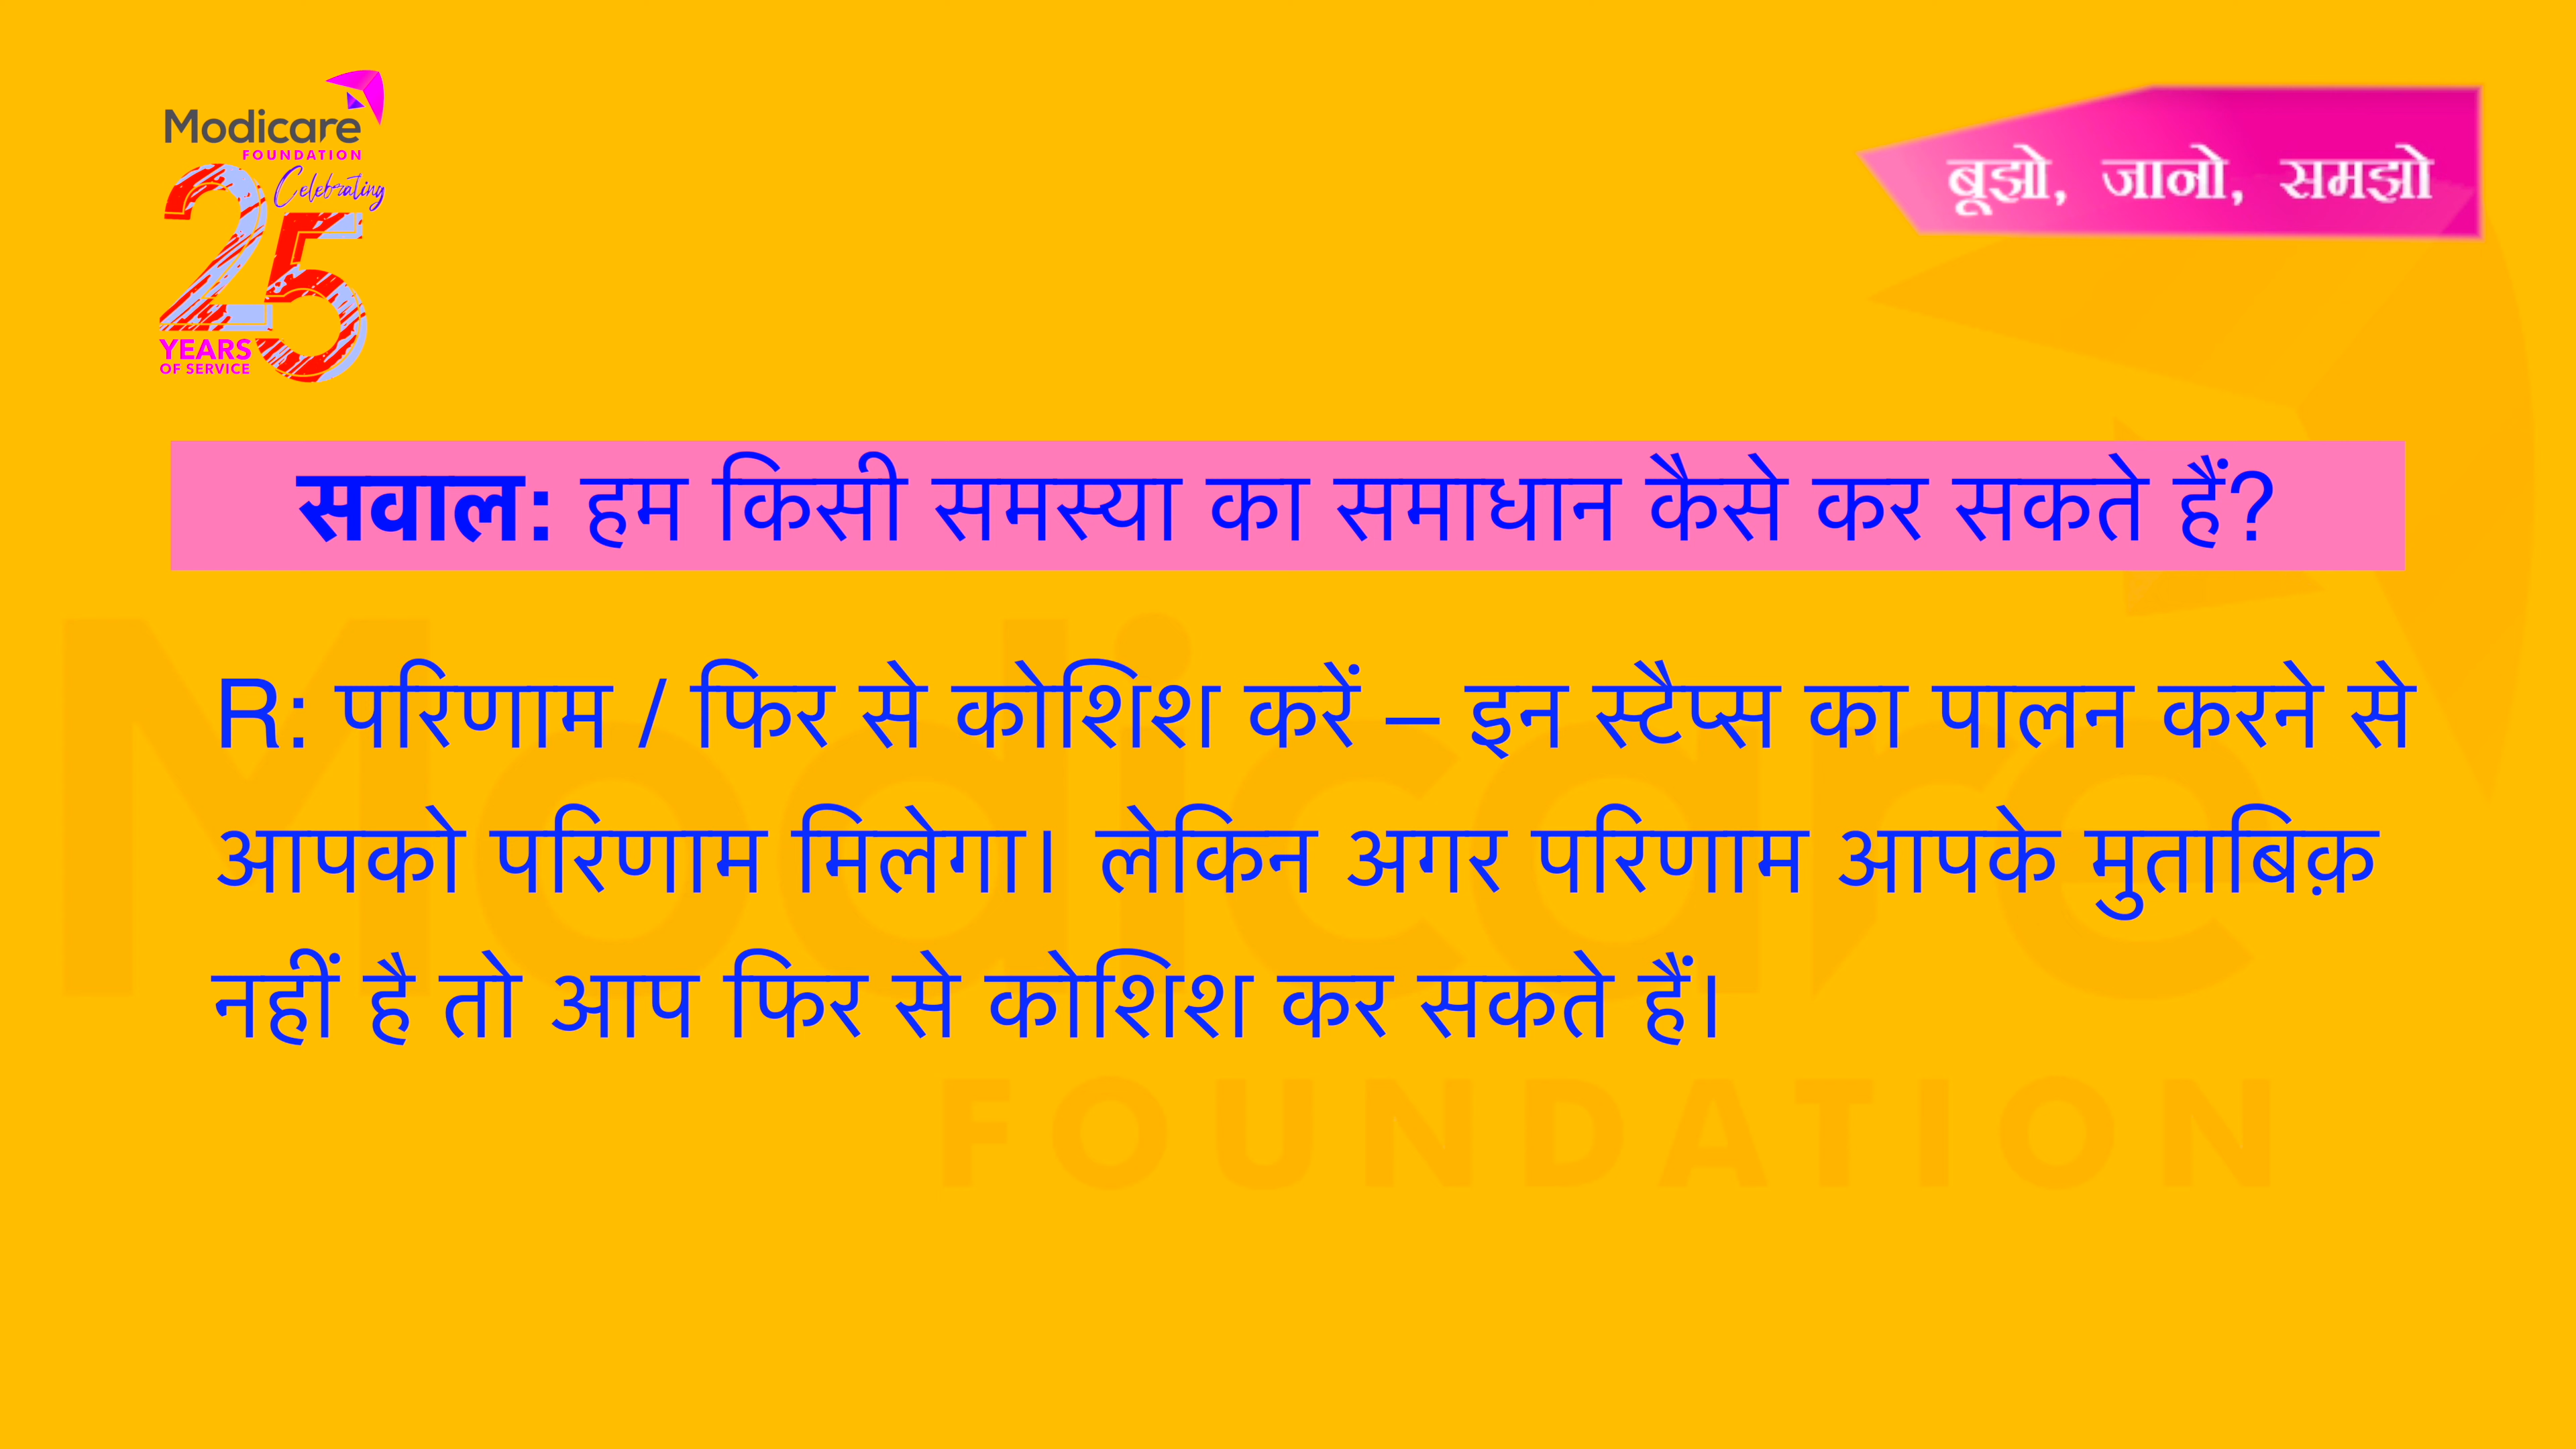 Modicare
FOUNDATION
Celebrating
25
YEARS
OF SERVICE
बूझो, जानो, समझो
सवाल: हम किसी समस्या का समाधान कैसे कर सकते हैं?
R: परिणाम / फिर से कोशिश करें – इन स्टैप्स का पालन करने से
आपको परिणाम मिलेगा। लेकिन अगर परिणाम आपके मुताबिक़
नहीं है तो आप फिर से कोशिश कर सकते हैं।
Modicare
FOUNDATION